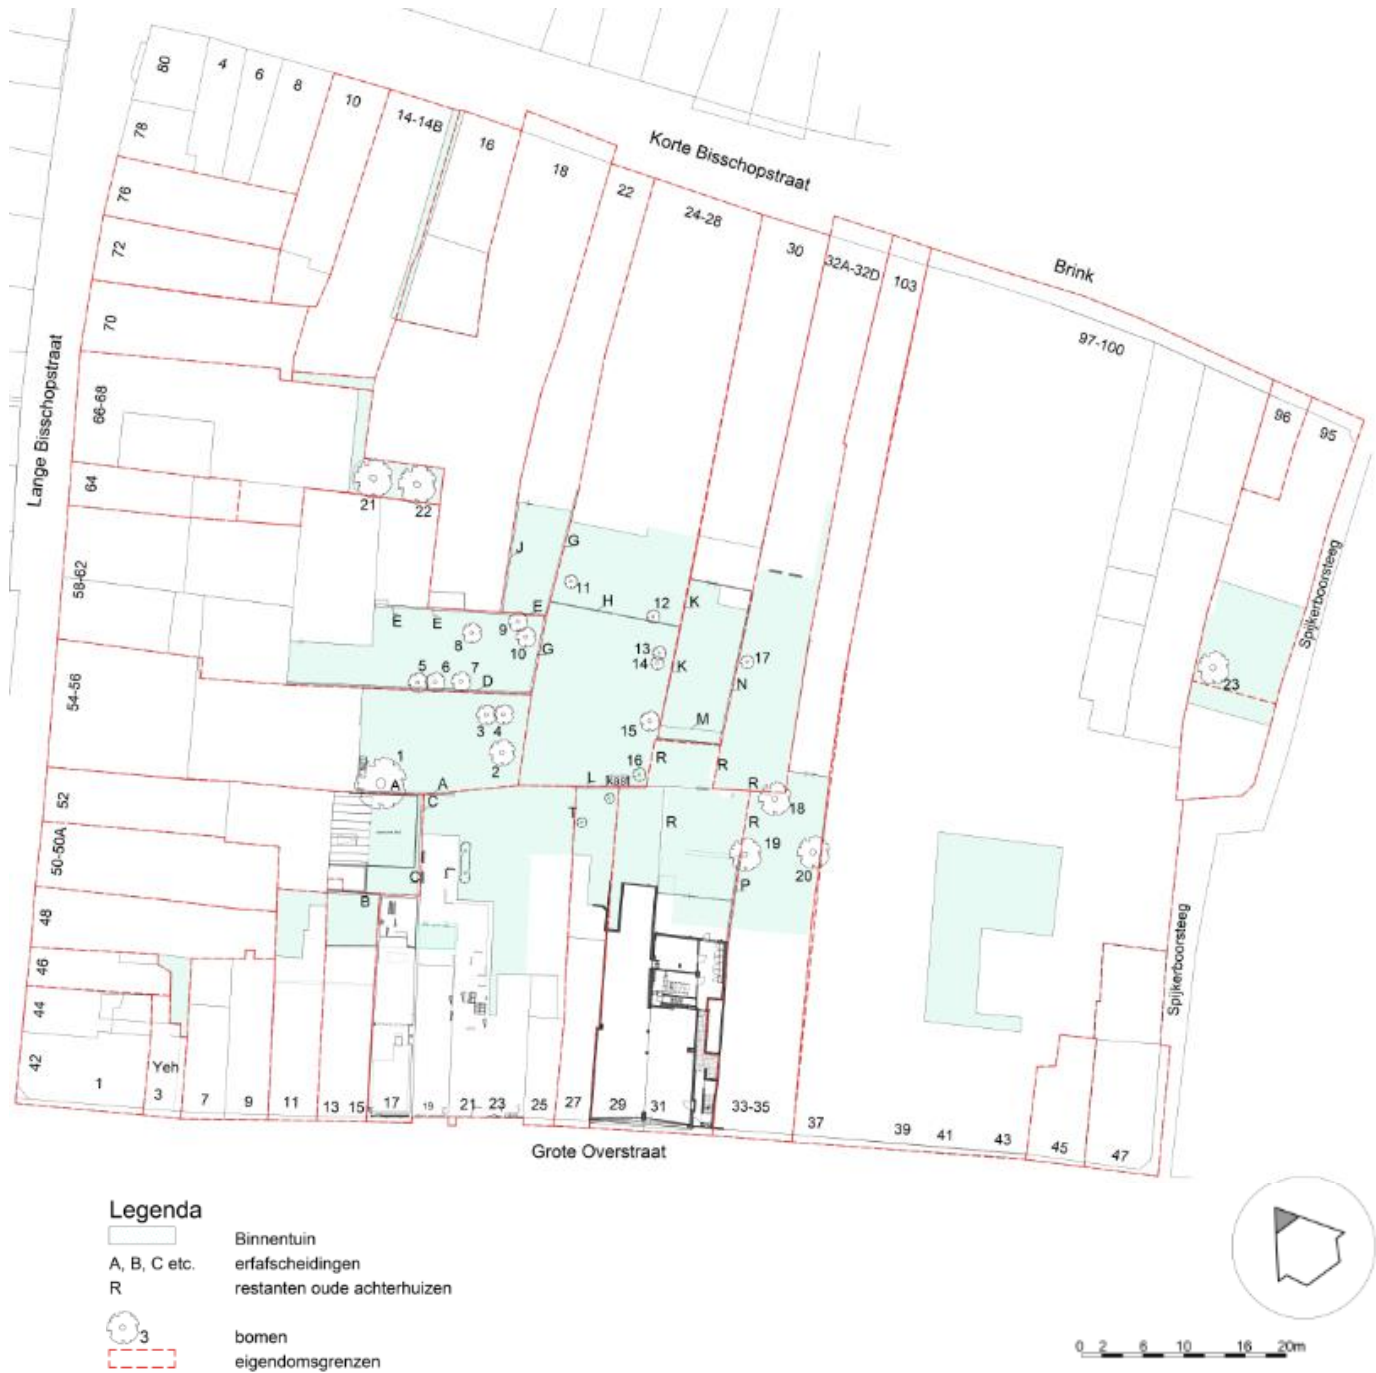 80
4
6
8
10
14-14B
16
18
22
24-28
30
32A-32D
103
Korte Bisschopstraat
Brink
97-100
96
95
78
76
72
70
66-68
64
58-62
54-56
52
50-50A
48
46
44
42
Lange Bisschopstraat
Spijkerboorsteeg
Spijkerboorsteeg
21
22
J
G
11
H
12
K
E
E
E
9
8
10
G
13
14
K
17
5
6
7
D
N
3
4
15
M
23
1
2
16
R
R
A
A
L
kast
R
C
18
T
R
R
19
20
C
P
B
Yeh
1
3
7
9
11
13
15
17
19
21
23
25
27
29
31
33-35
37
39
41
43
45
47
Grote Overstraat
Legenda
Binnentuin
A, B, C etc. erfafscheidingen
R restanten oude achterhuizen
3 bomen
eigendomsgrenzen
0 2 6 10 16 20m